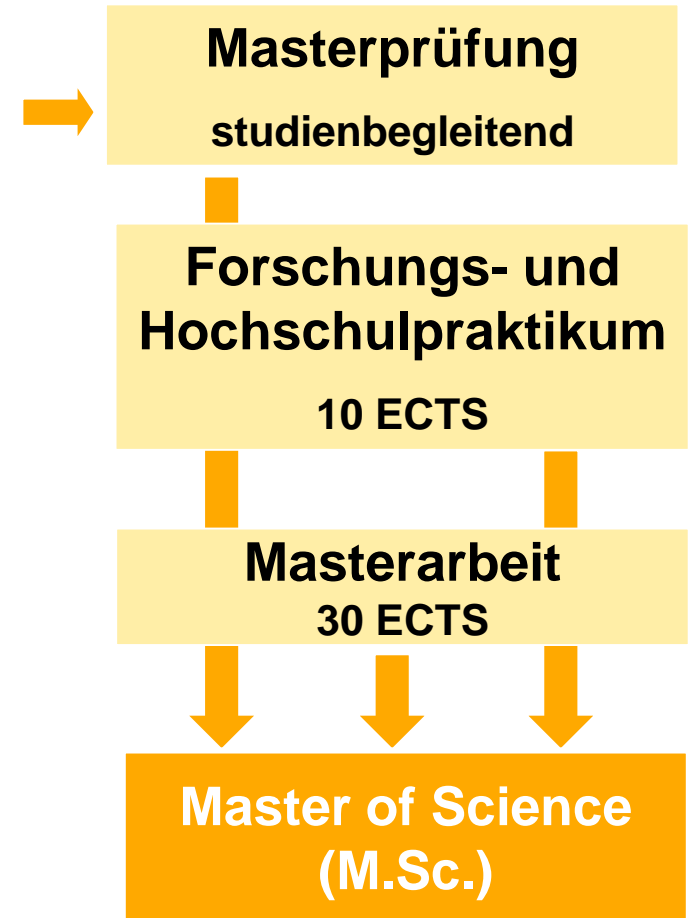 Masterprüfung
studienbegleitend
Forschungs- und
Hochschulpraktikum
10 ECTS
Masterarbeit
30 ECTS
Master of Science
(M.Sc.)